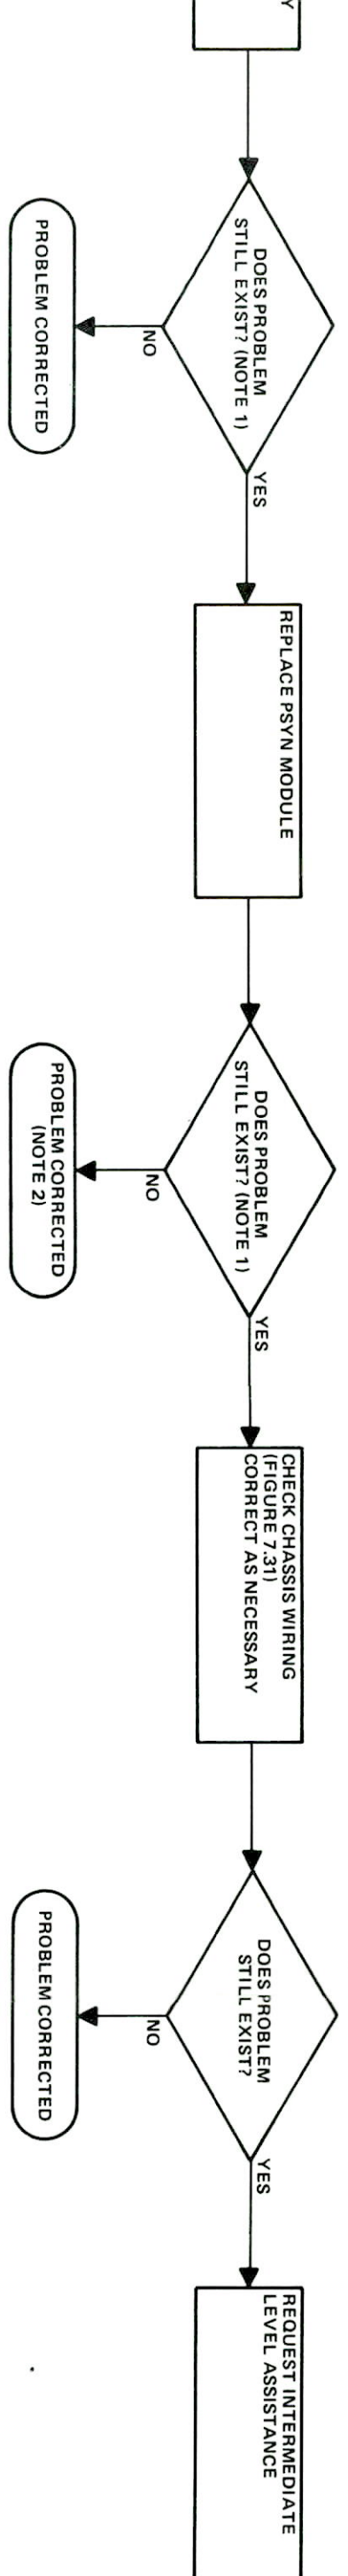 Y
DOES PROBLEM
STILL EXIST? (NOTE 1)
NO
PROBLEM CORRECTED
YES
REPLACE PSYN MODULE
DOES PROBLEM
STILL EXIST? (NOTE 1)
NO
PROBLEM CORRECTED
(NOTE 2)
YES
CHECK CHASSIS WIRING
(FIGURE 7.31)
CORRECT AS NECESSARY
DOES PROBLEM
STILL EXIST?
NO
PROBLEM CORRECTED
YES
REQUEST INTERMEDIATE
LEVEL ASSISTANCE